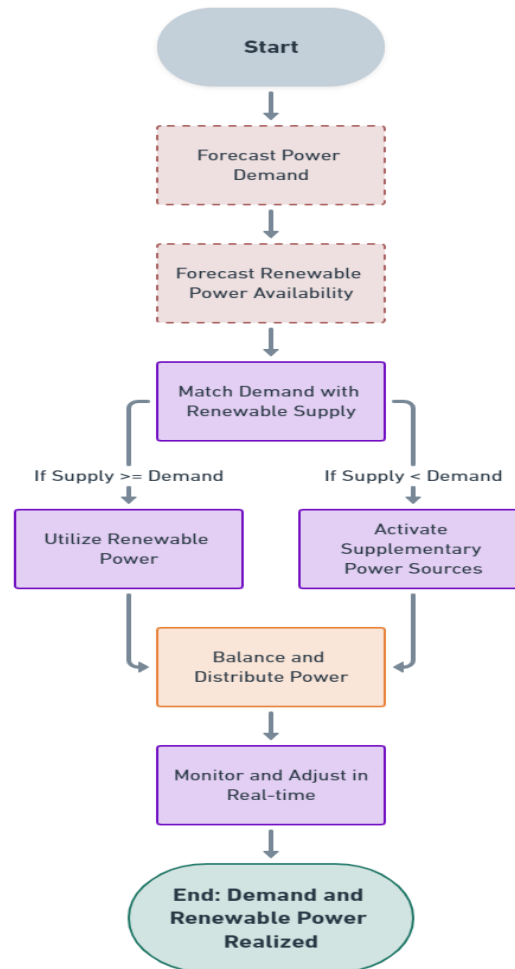 Start
Forecast Power
Demand
Forecast Renewable
Power Availability
Match Demand with
Renewable Supply
If Supply >= Demand
If Supply < Demand
Utilize Renewable
Power
Activate
Supplementary
Power Sources
Balance and
Distribute Power
Monitor and Adjust in
Real-time
End: Demand and
Renewable Power
Realized